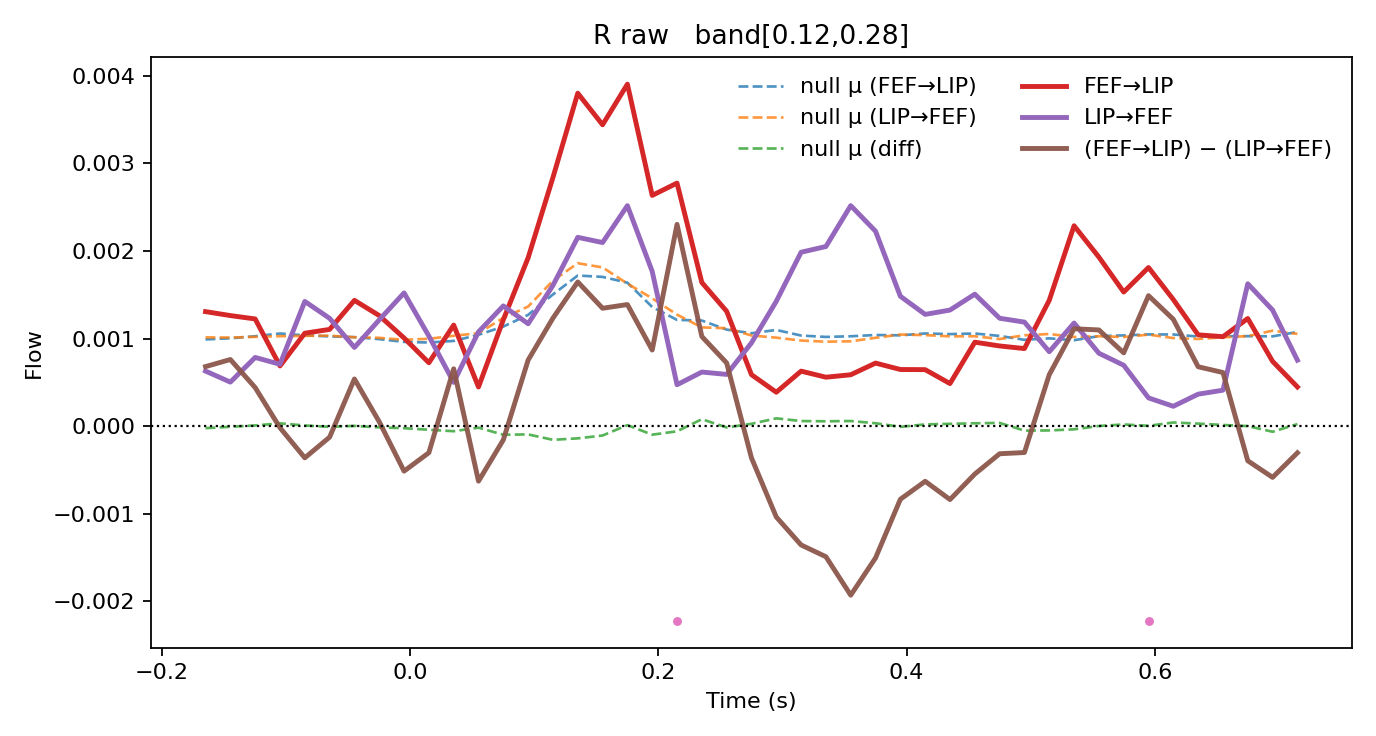 R raw   band[0.12,0.28]
null μ (FEF→LIP)
null μ (LIP→FEF)
null μ (diff)
FEF→LIP
LIP→FEF
(FEF→LIP) − (LIP→FEF)
Flow
0.004
0.003
0.002
0.001
0.000
−0.001
−0.002
−0.2
0.0
0.2
0.4
0.6
Time (s)